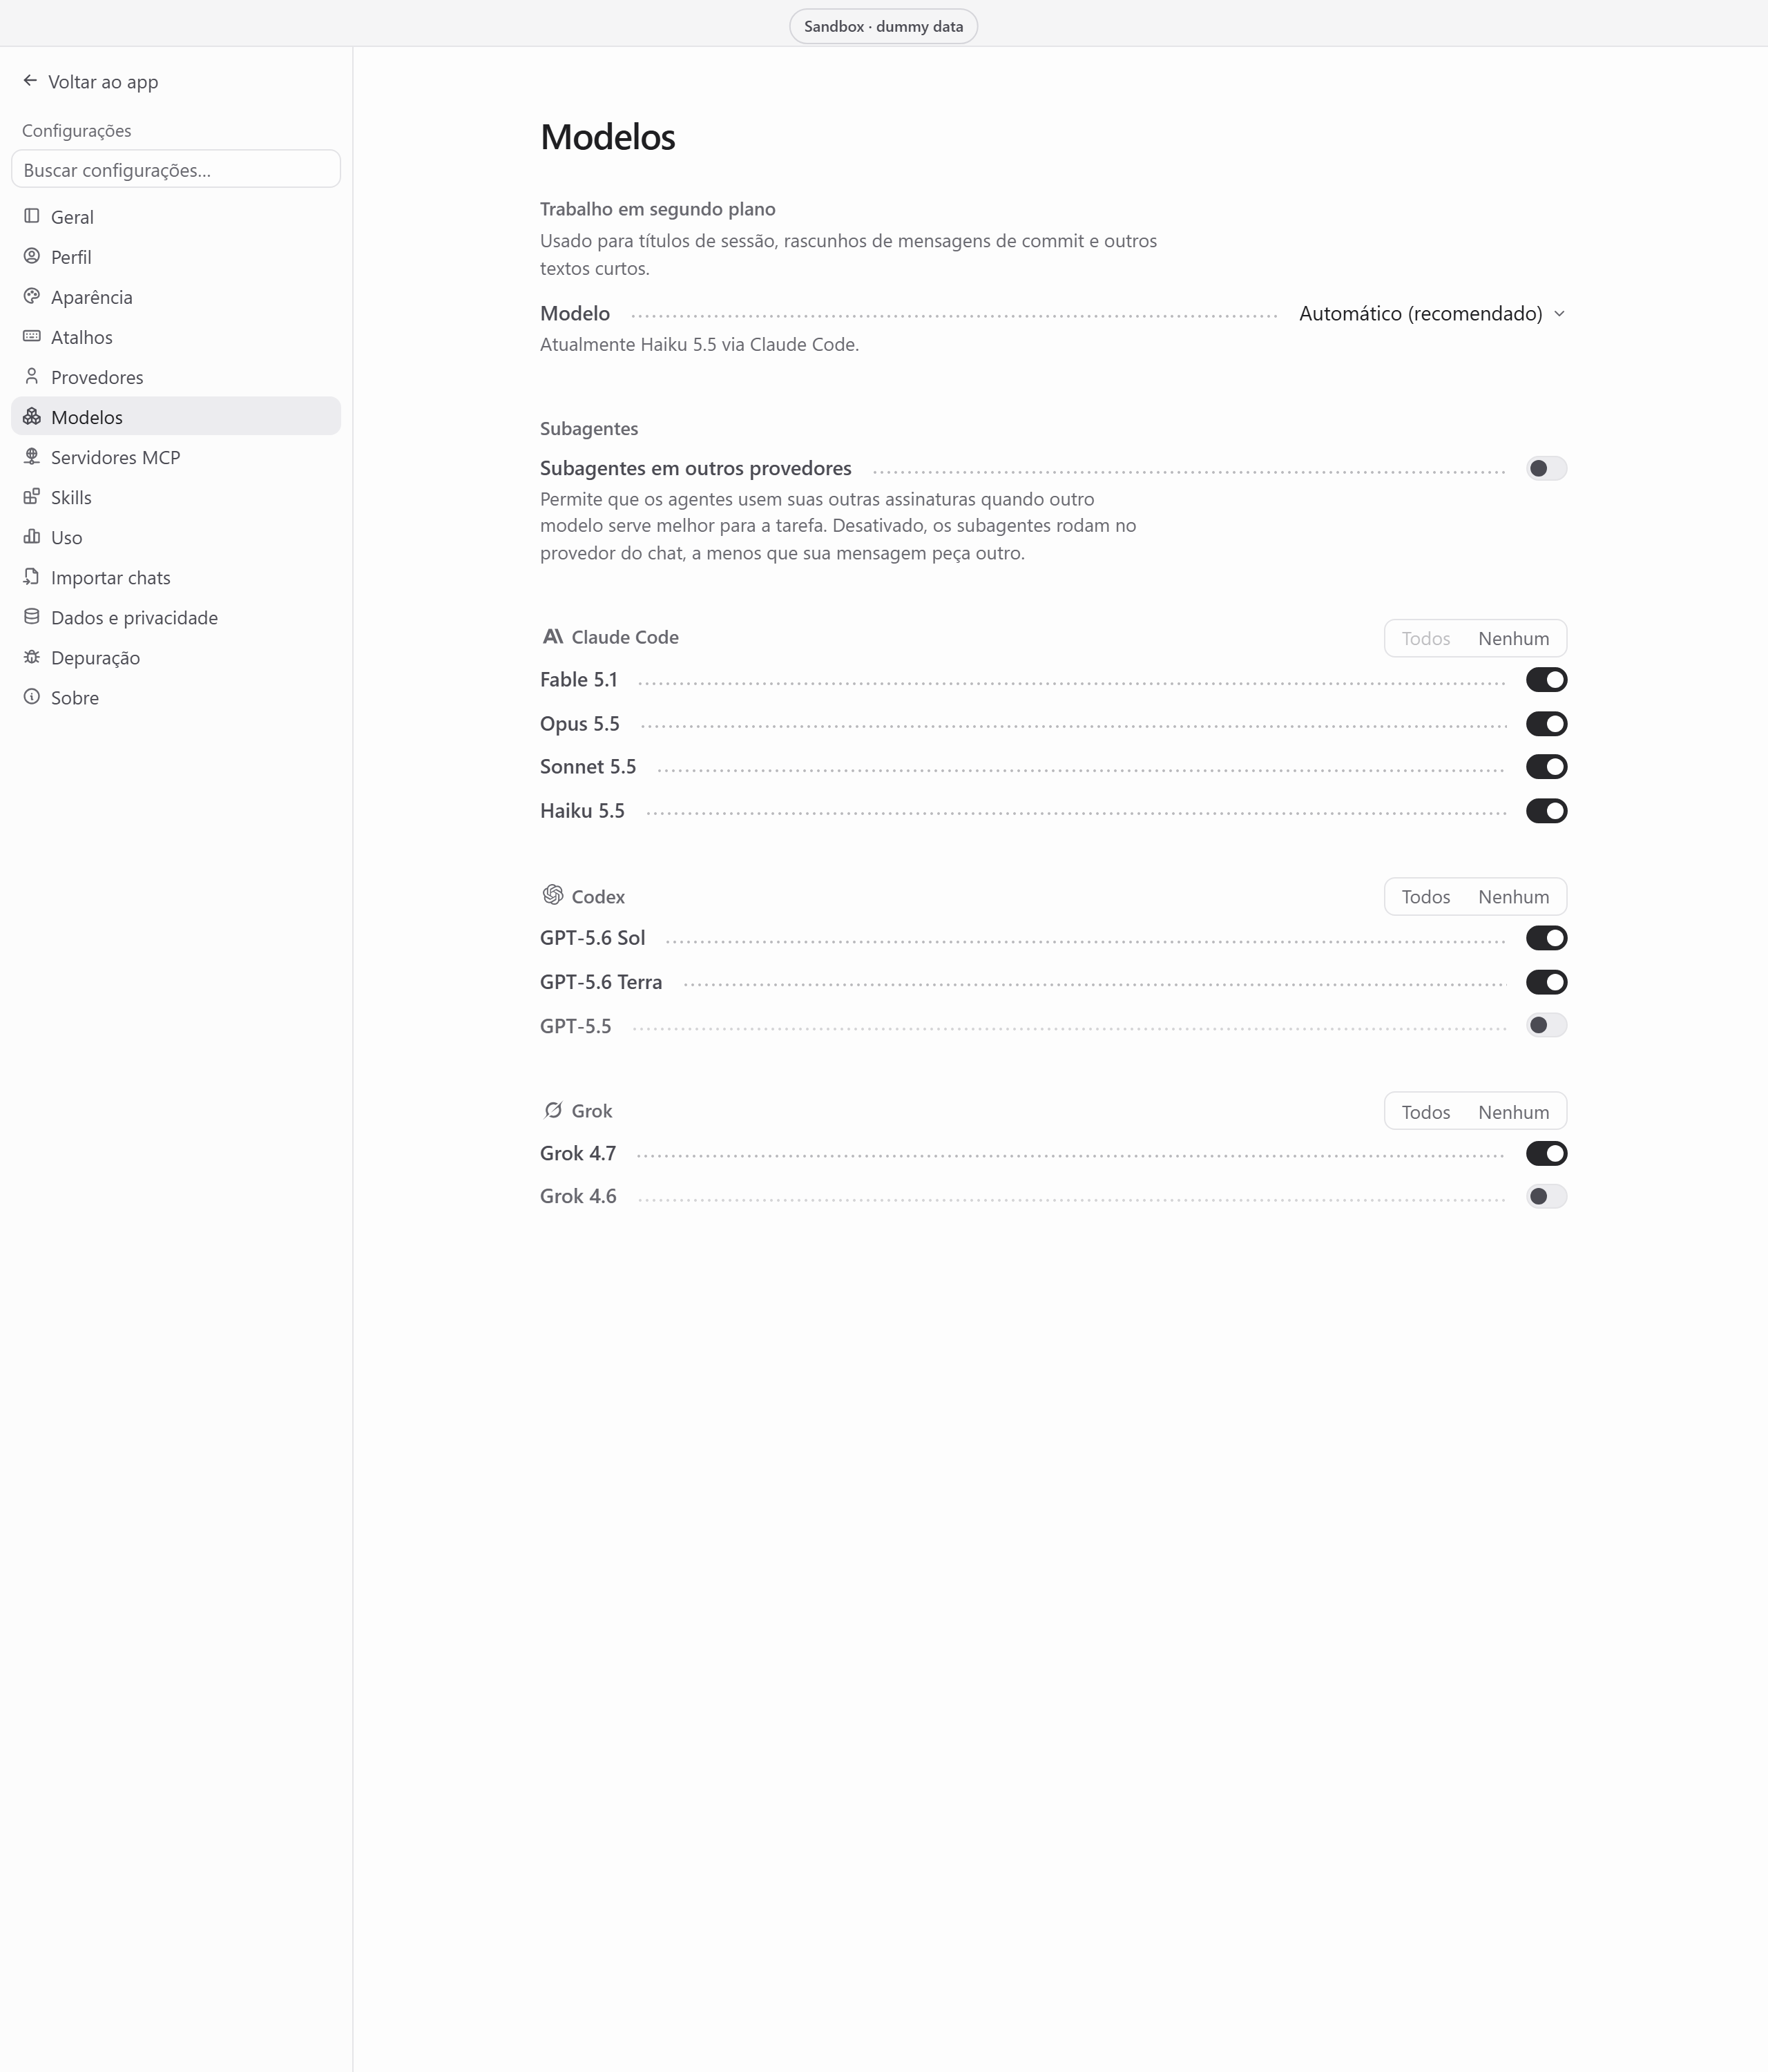 Sandbox · dummy data
Voltar ao app
Configurações
Buscar configurações...
Geral
Perfil
Aparência
Atalhos
Provedores
Modelos
Servidores MCP
Skills
Uso
Importar chats
Dados e privacidade
Depuração
Sobre
Modelos
Trabalho em segundo plano
Usado para títulos de sessão, rascunhos de mensagens de commit e outros
textos curtos.
Modelo Automático (recomendado)
Atualmente Haiku 5.5 via Claude Code.
Subagentes
Subagentes em outros provedores
Permite que os agentes usem suas outras assinaturas quando outro
modelo serve melhor para a tarefa. Desativado, os subagentes rodam no
provedor do chat, a menos que sua mensagem peça outro.
Claude Code Todos Nenhum
Fable 5.1
Opus 5.5
Sonnet 5.5
Haiku 5.5
Codex Todos Nenhum
GPT-5.6 Sol
GPT-5.6 Terra
GPT-5.5
Grok Todos Nenhum
Grok 4.7
Grok 4.6